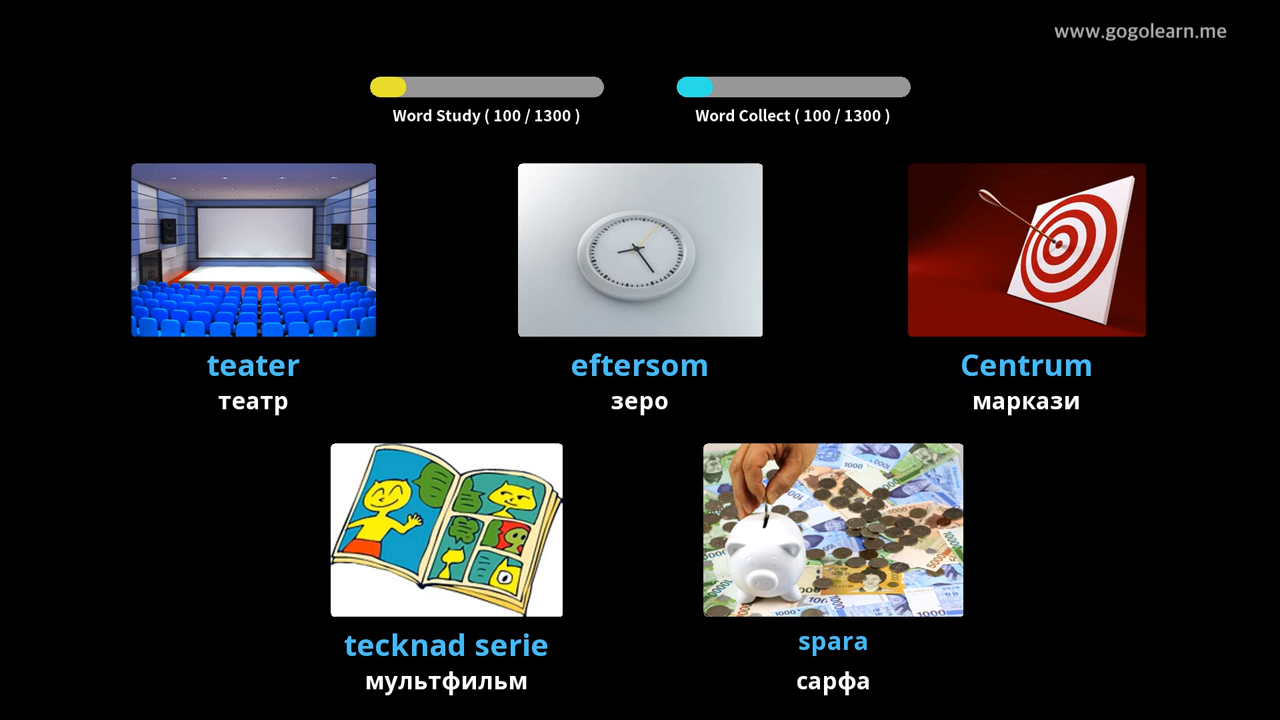 www.gogolearn.me
Word Study ( 100 / 1300 )
Word Collect ( 100 / 1300 )
teater
театр
eftersom
зеро
Centrum
маркази
tecknad serie
мультфильм
spara
сарфа